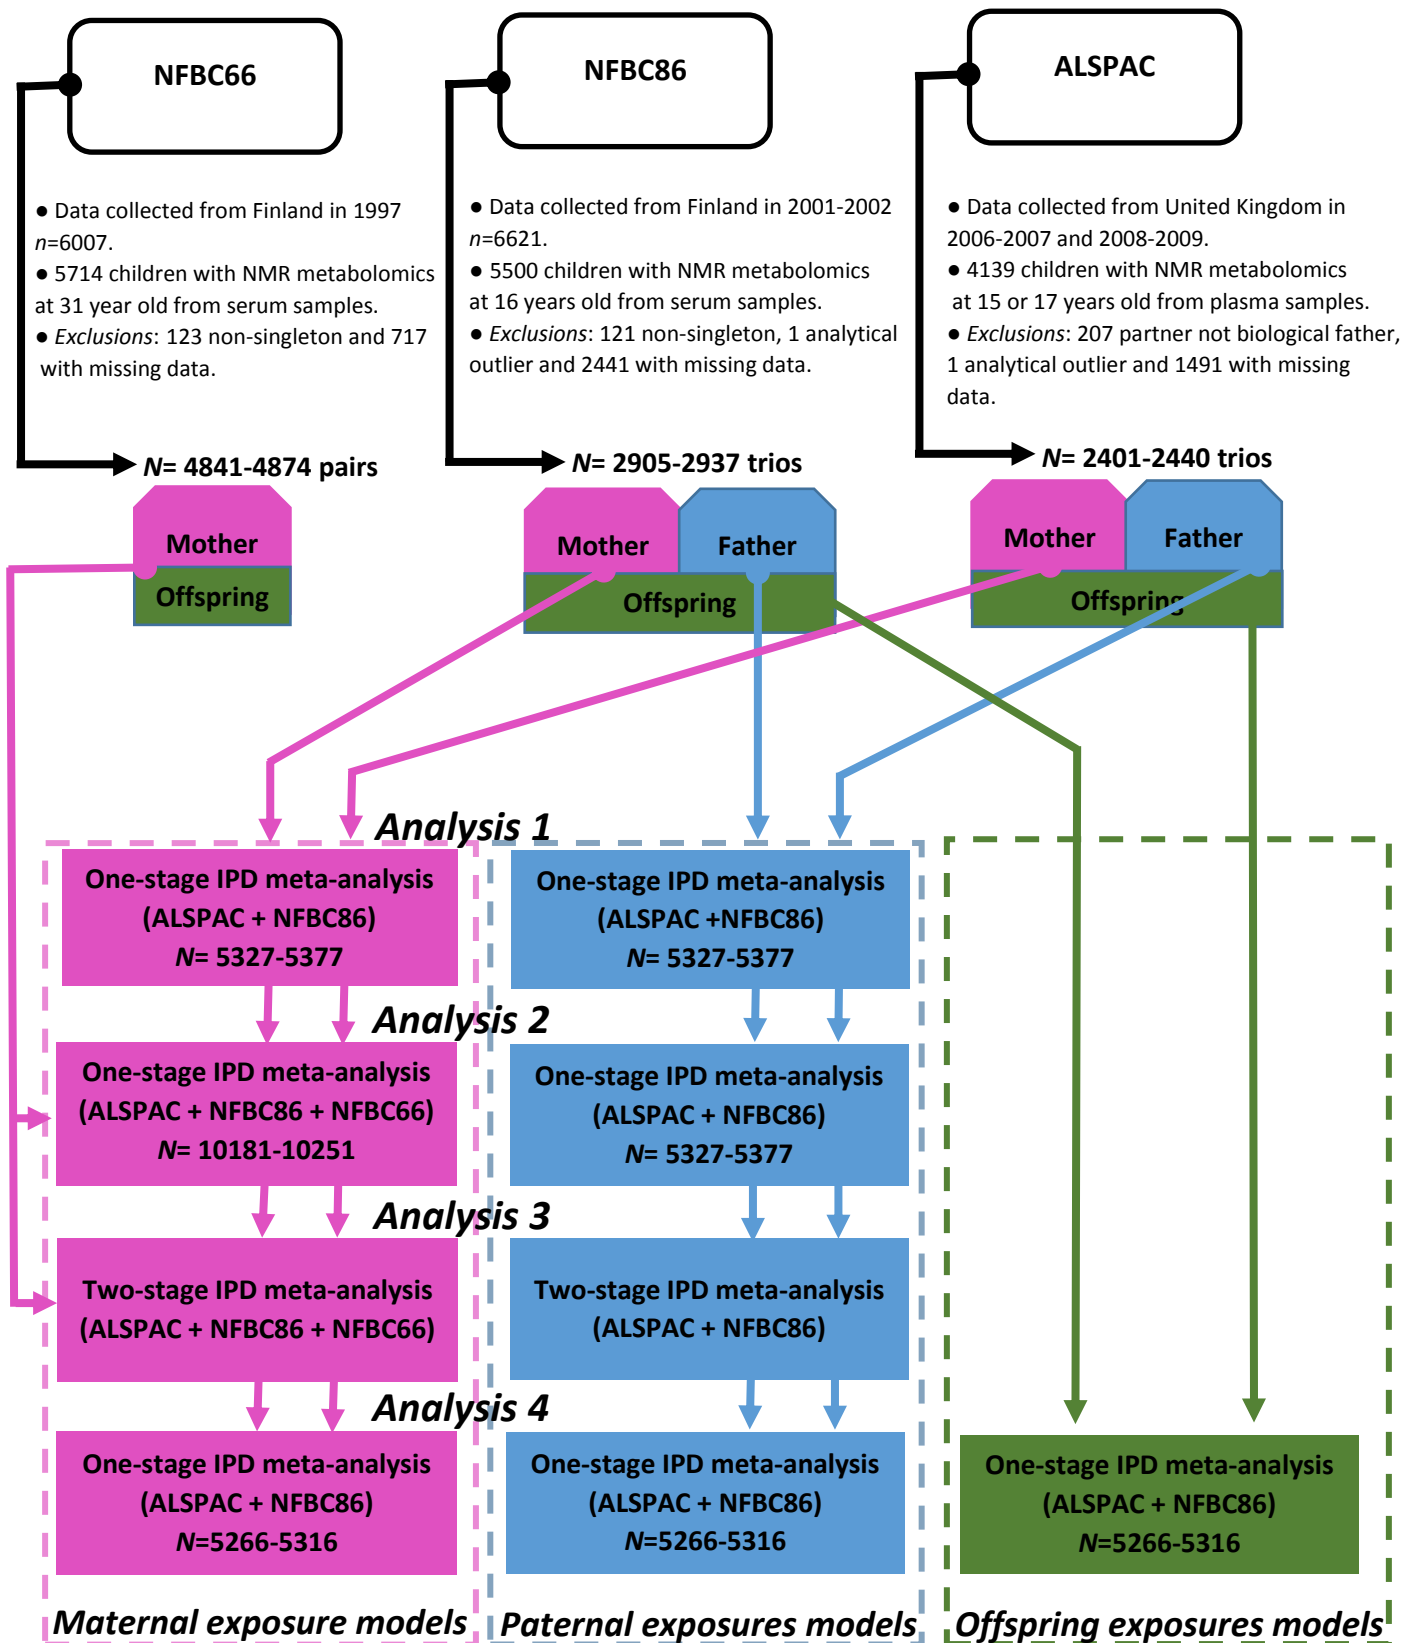 NFBC66
● Data collected from Finland in 1997
n=6007.
● 5714 children with NMR metabolomics
at 31 year old from serum samples.
● Exclusions: 123 non-singleton and 717
with missing data.
N= 4841-4874 pairs
Mother
Offspring
NFBC86
● Data collected from Finland in 2001-2002
n=6621.
● 5500 children with NMR metabolomics
at 16 years old from serum samples.
● Exclusions: 121 non-singleton, 1 analytical
outlier and 2441 with missing data.
N= 2905-2937 trios
Mother
Father
Offspring
ALSPAC
● Data collected from United Kingdom in
2006-2007 and 2008-2009.
● 4139 children with NMR metabolomics
at 15 or 17 years old from plasma samples.
● Exclusions: 207 partner not biological father,
1 analytical outlier and 1491 with missing
data.
N= 2401-2440 trios
Mother
Father
Offspring
Analysis 1
One-stage IPD meta-analysis
(ALSPAC + NFBC86)
N= 5327-5377
One-stage IPD meta-analysis
(ALSPAC +NFBC86)
N= 5327-5377
Analysis 2
One-stage IPD meta-analysis
(ALSPAC + NFBC86 + NFBC66)
N= 10181-10251
One-stage IPD meta-analysis
(ALSPAC + NFBC86)
N= 5327-5377
Analysis 3
Two-stage IPD meta-analysis
(ALSPAC + NFBC86 + NFBC66)
Two-stage IPD meta-analysis
(ALSPAC + NFBC86)
Analysis 4
One-stage IPD meta-analysis
(ALSPAC + NFBC86)
N=5266-5316
One-stage IPD meta-analysis
(ALSPAC + NFBC86)
N=5266-5316
One-stage IPD meta-analysis
(ALSPAC + NFBC86)
N=5266-5316
Maternal exposure models
Paternal exposures models
Offspring exposures models